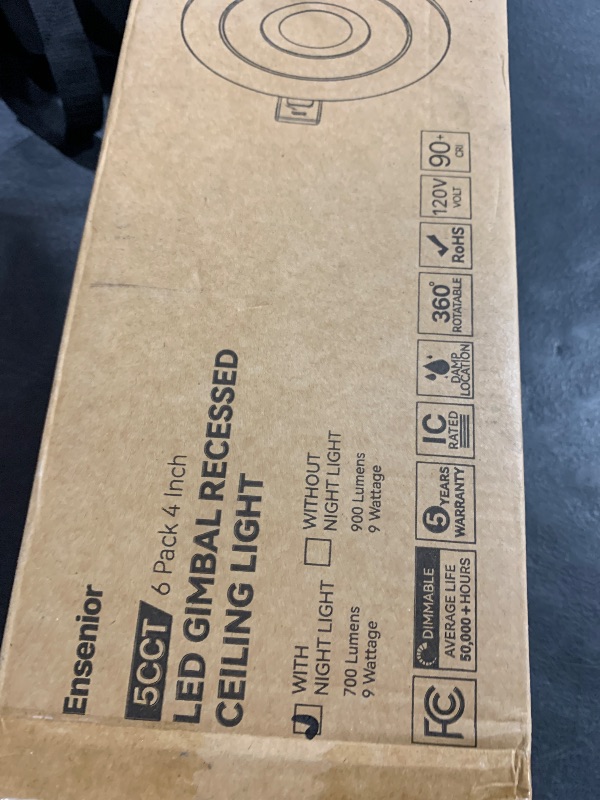 Ensenior
5CCT 6 Pack 4 Inch
LED GIMBAL RECESSED
CEILING LIGHT
WITH
NIGHT LIGHT
700 Lumens
9 Wattage
WITHOUT
NIGHT LIGHT
900 Lumens
9 Wattage
FC
DIMMABLE
AVERAGE LIFE
50,000+HOURS
5 YEARS
WARRANTY
IC
RATED
DAMP
LOCATION
360°
ROTATABLE
RoHS
120V
VOLT
90+
CRI